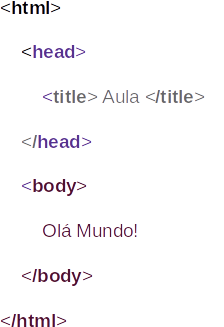 <html>
<head>
<title> Aula </title>
</head>
<body>
Olá Mundo!
</body>
</html>